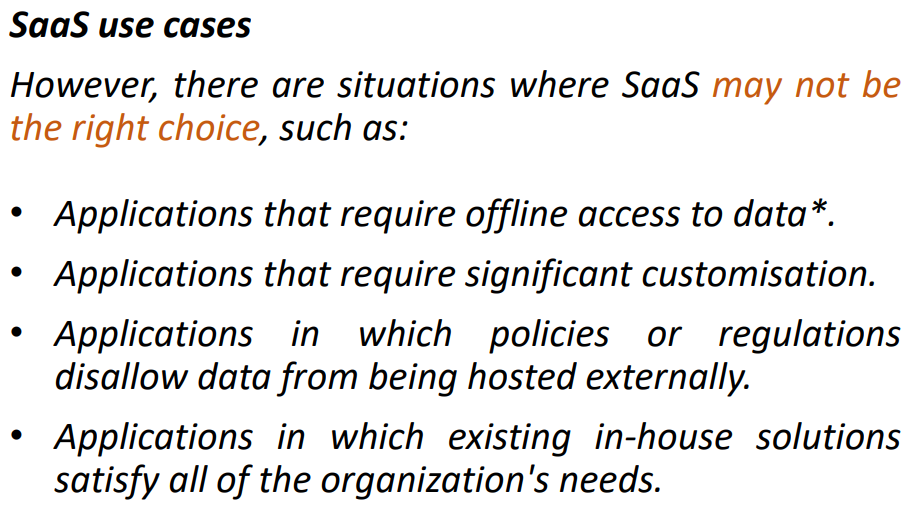 SaaS use cases
However, there are situations where SaaS may not be
the right choice, such as:
• Applications that require offline access to data*.
• Applications that require significant customisation.
• Applications in which policies or regulations
disallow data from being hosted externally.
• Applications in which existing in-house solutions
satisfy all of the organization's needs.